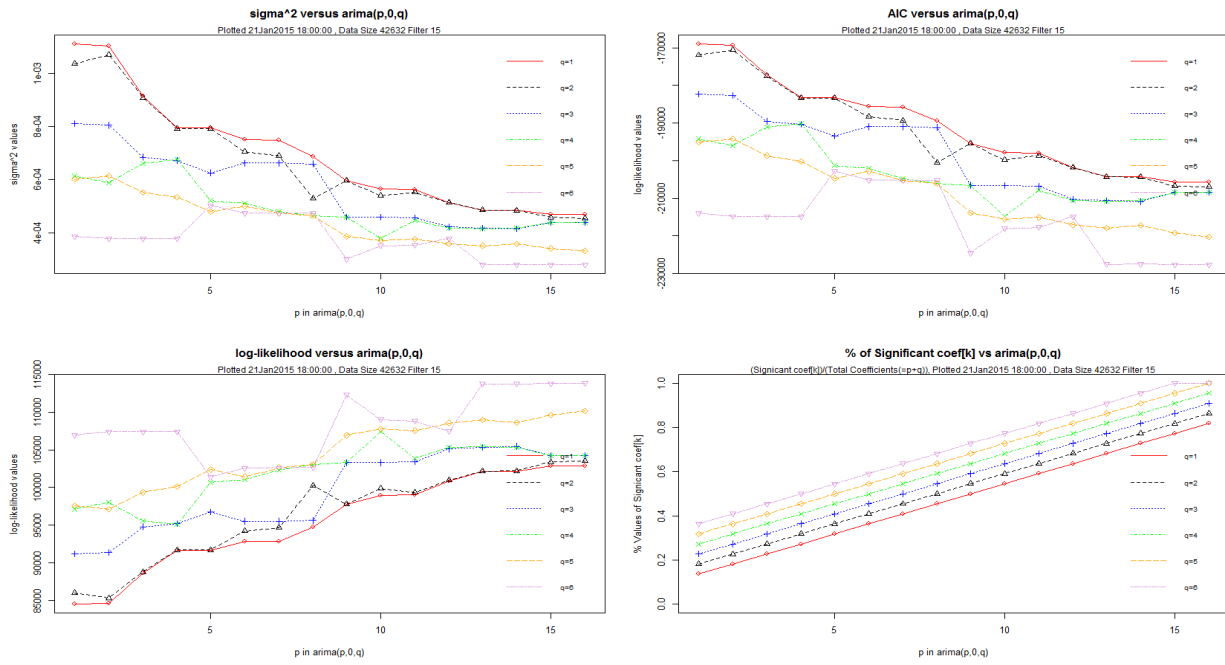 sigma^2 versus arima(p,0,q)
Plotted 21Jan2015 18:00:00 , Data Size 42632 Filter 15
sigma^2 values
1e-03
8e-04
6e-04
4e-04
q=1
q=2
q=3
q=4
q=5
q=6
5
10
15
p in arima(p,0,q)
AIC versus arima(p,0,q)
Plotted 21Jan2015 18:00:00 , Data Size 42632 Filter 15
log-likelihood values
-170000
-190000
-210000
-230000
q=1
q=2
q=3
q=4
q=5
q=6
5
10
15
p in arima(p,0,q)
log-likelihood versus arima(p,0,q)
Plotted 21Jan2015 18:00:00 , Data Size 42632 Filter 15
log-likelihood values
115000
110000
105000
100000
95000
90000
85000
q=1
q=2
q=3
q=4
q=5
q=6
5
10
15
p in arima(p,0,q)
% of Significant coef[k] vs arima(p,0,q)
(Signicant coef[k])/(Total Coefficients(=p+q)), Plotted 21Jan2015 18:00:00 , Data Size 42632 Filter 15
% Values of Signicant coef[k]
1.0
0.8
0.6
0.4
0.2
0.0
q=1
q=2
q=3
q=4
q=5
q=6
5
10
15
p in arima(p,0,q)